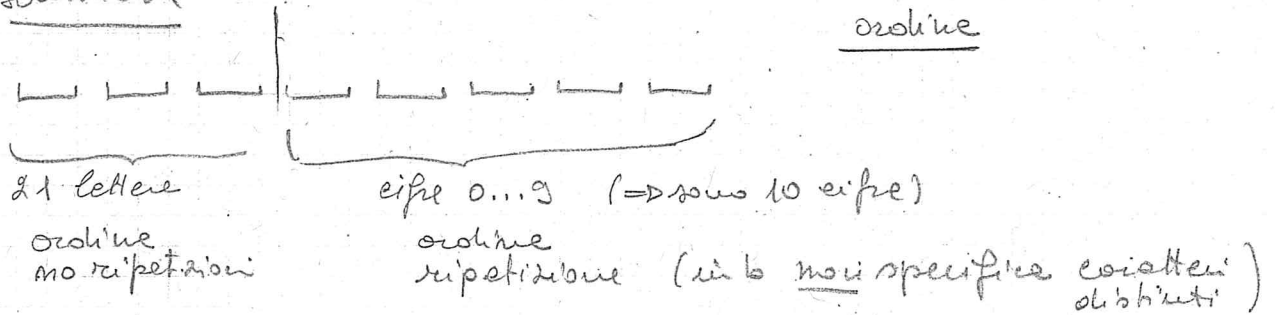 ordine
21 lettere cifre 0...9 (⇒ sono 10 cifre)
ordine ordine
no ripetizioni ripetizione (in b non specifica caratteri
distinti)